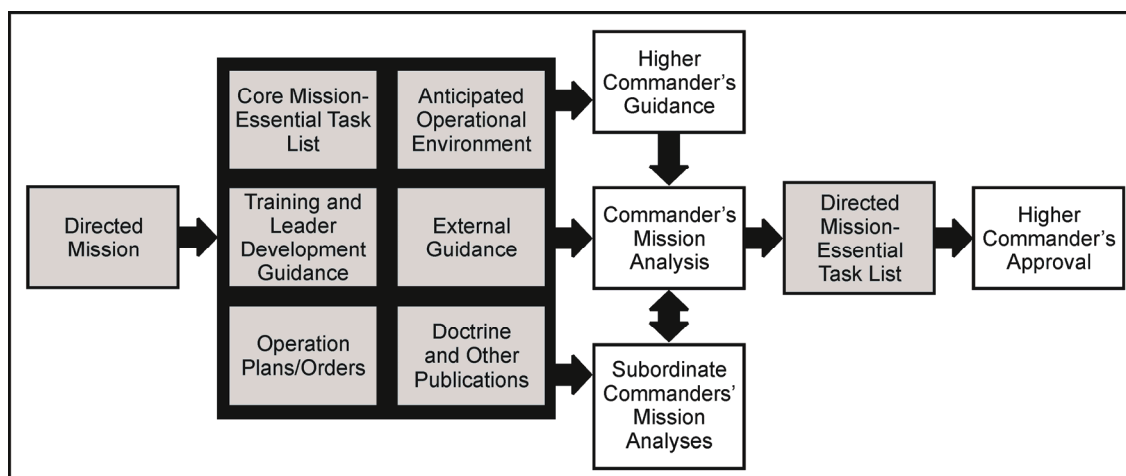 Directed
Mission
Core Mission-
Essential Task
List
Anticipated
Operational
Environment
Training and
Leader
Development
Guidance
External
Guidance
Operation
Plans/Orders
Doctrine
and Other
Publications
Higher
Commander’s
Guidance
Commander’s
Mission
Analysis
Subordinate
Commanders’
Mission
Analyses
Directed
Mission-
Essential
Task List
Higher
Commander’s
Approval